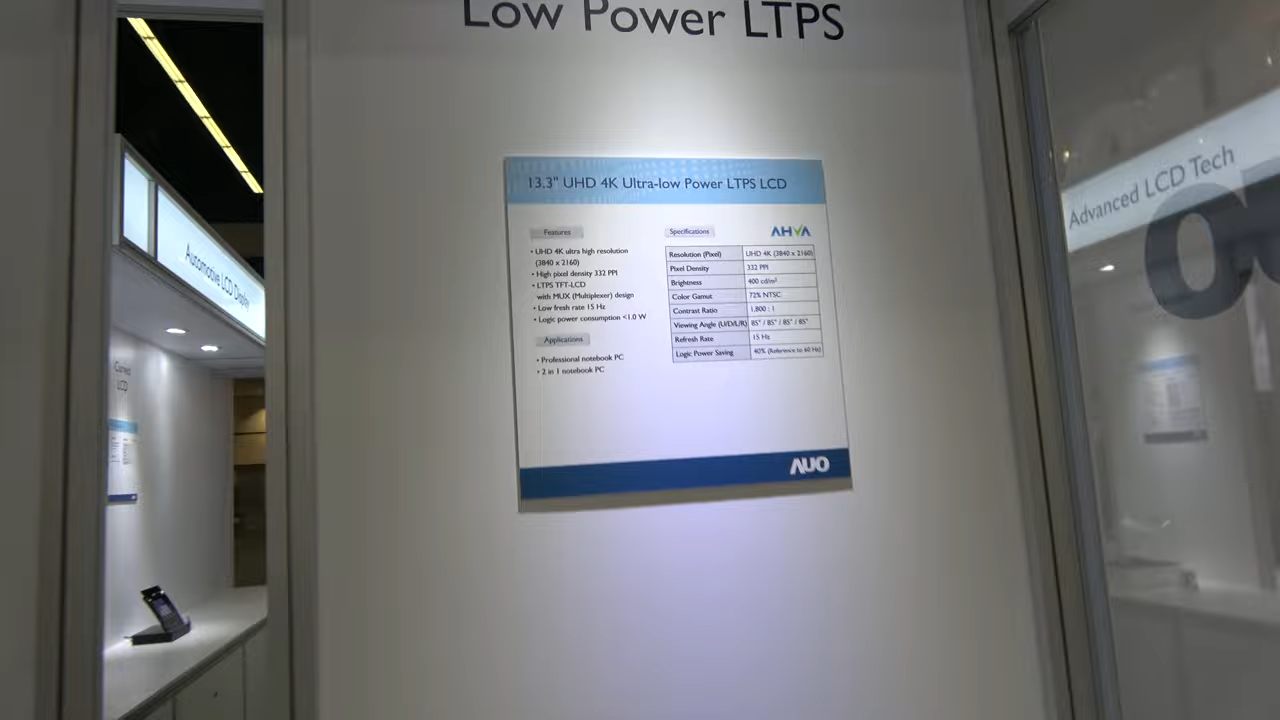 Low Power LTPS
13.3" UHD 4K Ultra-low Power LTPS LCD
Features
• UHD 4K ultra high resolution
(3840 x 2160)
• High pixel density 332 PPI
• LTPS TFT-LCD
with MUX (Multiplexer) design
• Low fresh rate 15 Hz
• Logic power consumption <1.0 W
Applications
• Professional notebook PC
• 2 in 1 notebook PC
Specifications
AHVA
Resolution (Pixel) UHD 4K (3840 x 2160)
Pixel Density 332 PPI
Brightness 400 cd/m²
Color Gamut 72% NTSC
Contrast Ratio 1,800 : 1
Viewing Angle (U/D/L/R) 85° / 85° / 85° / 85°
Refresh Rate 15 Hz
Logic Power Saving 40% (Reference to 60 Hz)
AUO
Automotive LCD Display
Curved
LCD
AUO
Advanced LCD Tech